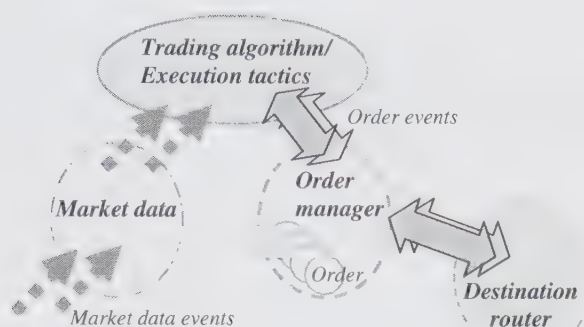 Trading algorithm/
Execution tactics
Order events
Market data
Order
manager
Order
Destination
router
Market data events